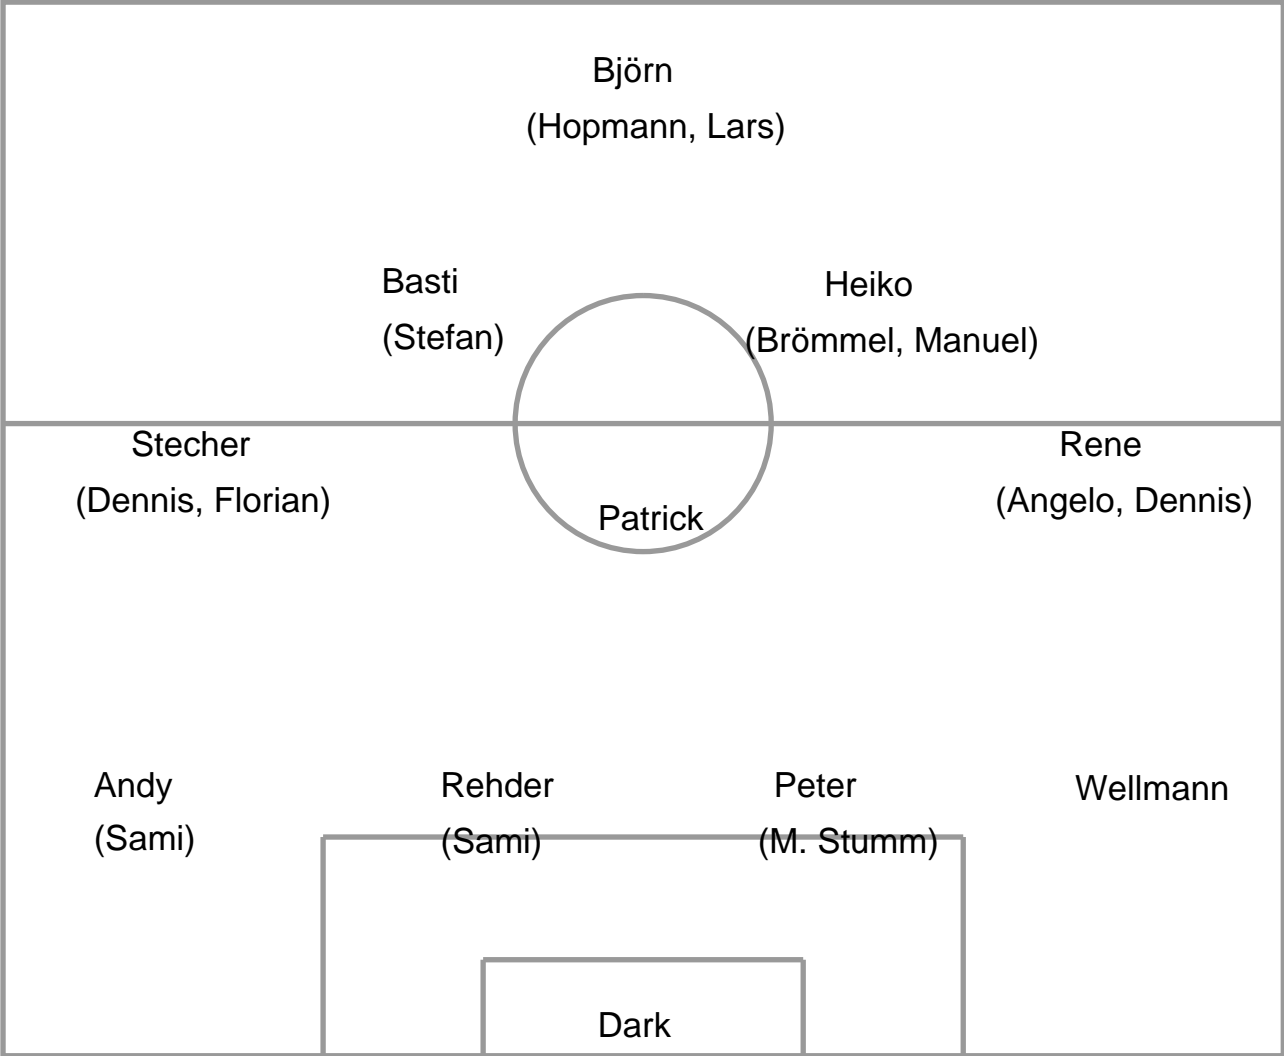 Björn
(Hopmann, Lars)
Basti
(Stefan)
Heiko
(Brömmel, Manuel)
Stecher
(Dennis, Florian)
Patrick
Rene
(Angelo, Dennis)
Andy
(Sami)
Rehder
(Sami)
Peter
(M. Stumm)
Wellmann
Dark